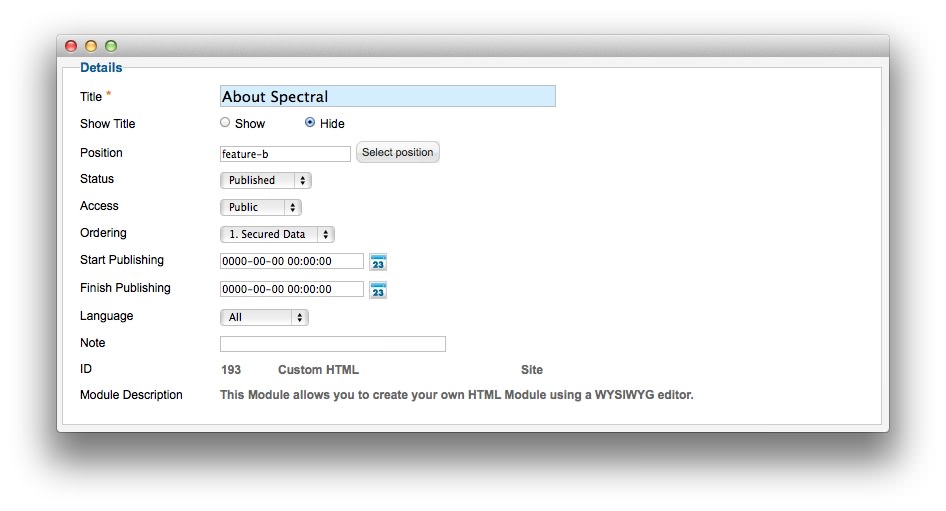 Details
Title * About Spectral
Show Title Show Hide
Position feature-b Select position
Status Published
Access Public
Ordering 1. Secured Data
Start Publishing 0000-00-00 00:00:00 23
Finish Publishing 0000-00-00 00:00:00 23
Language All
Note
ID 193 Custom HTML Site
Module Description This Module allows you to create your own HTML Module using a WYSIWYG editor.